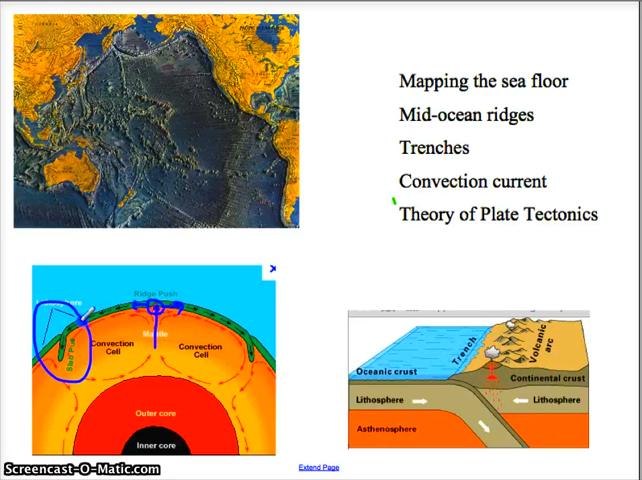 Mapping the sea floor
Mid-ocean ridges
Trenches
Convection current
Theory of Plate Tectonics
Ridge Push
Slab Pull
Mantle
Convection Cell
Convection Cell
Outer core
Inner core
Trench
Volcanic arc
Oceanic crust
Continental crust
Lithosphere
Lithosphere
Asthenosphere
Extend Page
Screencast-O-Matic.com